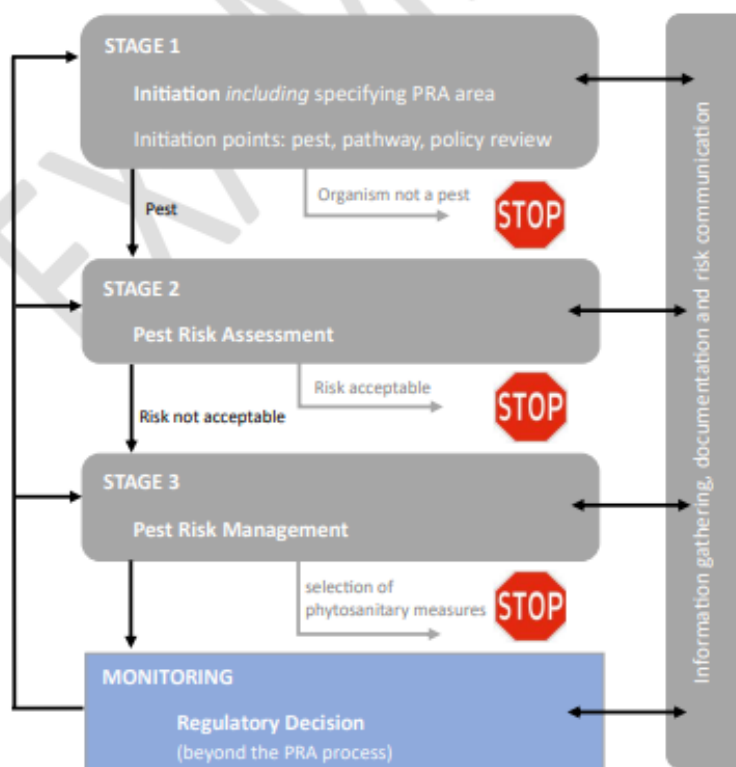 STAGE 1
Initiation including specifying PRA area
Initiation points: pest, pathway, policy review
Pest
Organism not a pest
STOP
STAGE 2
Pest Risk Assessment
Risk not acceptable
Risk acceptable
STOP
STAGE 3
Pest Risk Management
selection of
phytosanitary measures
STOP
MONITORING
Regulatory Decision
(beyond the PRA process)
Information gathering, documentation and risk communication